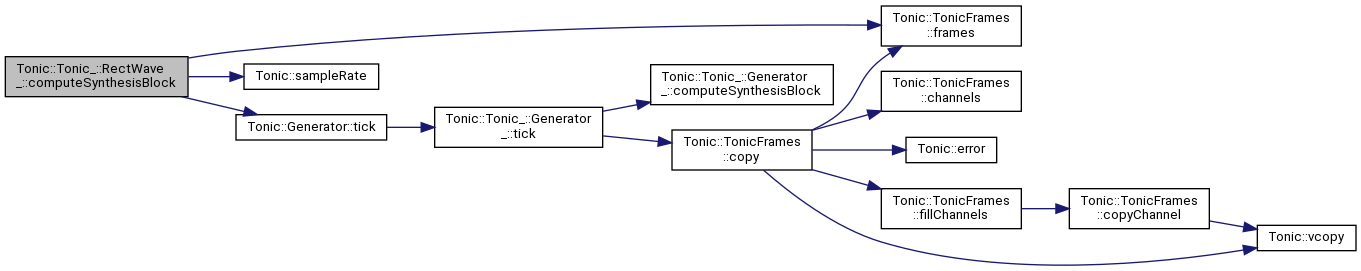 Tonic::Tonic_::RectWave
_::computeSynthesisBlock
Tonic::TonicFrames
::frames
Tonic::sampleRate
Tonic::Generator::tick
Tonic::Tonic_::Generator
_::tick
Tonic::Tonic_::Generator
_::computeSynthesisBlock
Tonic::TonicFrames
::copy
Tonic::TonicFrames
::channels
Tonic::error
Tonic::TonicFrames
::fillChannels
Tonic::TonicFrames
::copyChannel
Tonic::vcopy